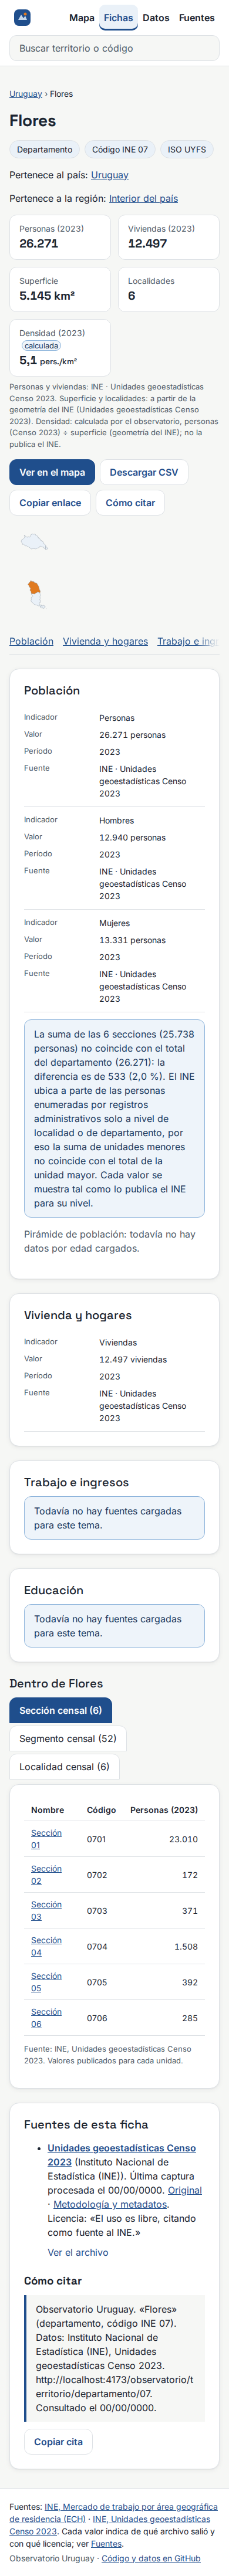 Mapa Fichas Datos Fuentes
Buscar territorio o código
Uruguay › Flores
Flores
Departamento Código INE 07 ISO UYFS
Pertenece al país: Uruguay
Pertenece a la región: Interior del país
Personas (2023)
26.271
Viviendas (2023)
12.497
Superficie
5.145 km²
Localidades
6
Densidad (2023)
calculada
5,1 pers./km²
Personas y viviendas: INE · Unidades geoestadísticas
Censo 2023. Superficie y localidades: a partir de la
geometría del INE (Unidades geoestadísticas Censo
2023). Densidad: calculada por el observatorio, personas
(Censo 2023) ÷ superficie (geometría del INE); no la
publica el INE.
Ver en el mapa Descargar CSV
Copiar enlace Cómo citar
Población Vivienda y hogares Trabajo e ing
Población
Indicador Personas
Valor 26.271 personas
Período 2023
Fuente INE · Unidades
geoestadísticas Censo
2023
Indicador Hombres
Valor 12.940 personas
Período 2023
Fuente INE · Unidades
geoestadísticas Censo
2023
Indicador Mujeres
Valor 13.331 personas
Período 2023
Fuente INE · Unidades
geoestadísticas Censo
2023
La suma de las 6 secciones (25.738
personas) no coincide con el total
del departamento (26.271): la
diferencia es de 533 (2,0 %). El INE
ubica a parte de las personas
enumeradas por registros
administrativos solo a nivel de
localidad o de departamento, por
eso la suma de unidades menores
no coincide con el total de la
unidad mayor. Cada valor se
muestra tal como lo publica el INE
para su nivel.
Pirámide de población: todavía no hay
datos por edad cargados.
Vivienda y hogares
Indicador Viviendas
Valor 12.497 viviendas
Período 2023
Fuente INE · Unidades
geoestadísticas Censo
2023
Trabajo e ingresos
Todavía no hay fuentes cargadas
para este tema.
Educación
Todavía no hay fuentes cargadas
para este tema.
Dentro de Flores
Sección censal (6)
Segmento censal (52)
Localidad censal (6)
Nombre Código Personas (2023)
Sección
01 0701 23.010
Sección
02 0702 172
Sección
03 0703 371
Sección
04 0704 1.508
Sección
05 0705 392
Sección
06 0706 285
Fuente: INE, Unidades geoestadísticas Censo
2023. Valores publicados para cada unidad.
Fuentes de esta ficha
• Unidades geoestadísticas Censo
2023 (Instituto Nacional de
Estadística (INE)). Última captura
procesada el 00/00/0000. Original
· Metodología y metadatos.
Licencia: «El uso es libre, citando
como fuente al INE.»
Ver el archivo
Cómo citar
Observatorio Uruguay. «Flores»
(departamento, código INE 07).
Datos: Instituto Nacional de
Estadística (INE), Unidades
geoestadísticas Censo 2023.
http://localhost:4173/observatorio/t
erritorio/departamento/07.
Consultado el 00/00/0000.
Copiar cita
Fuentes: INE, Mercado de trabajo por área geográfica
de residencia (ECH) · INE, Unidades geoestadísticas
Censo 2023. Cada valor indica de qué archivo salió y
con qué licencia; ver Fuentes.
Observatorio Uruguay · Código y datos en GitHub